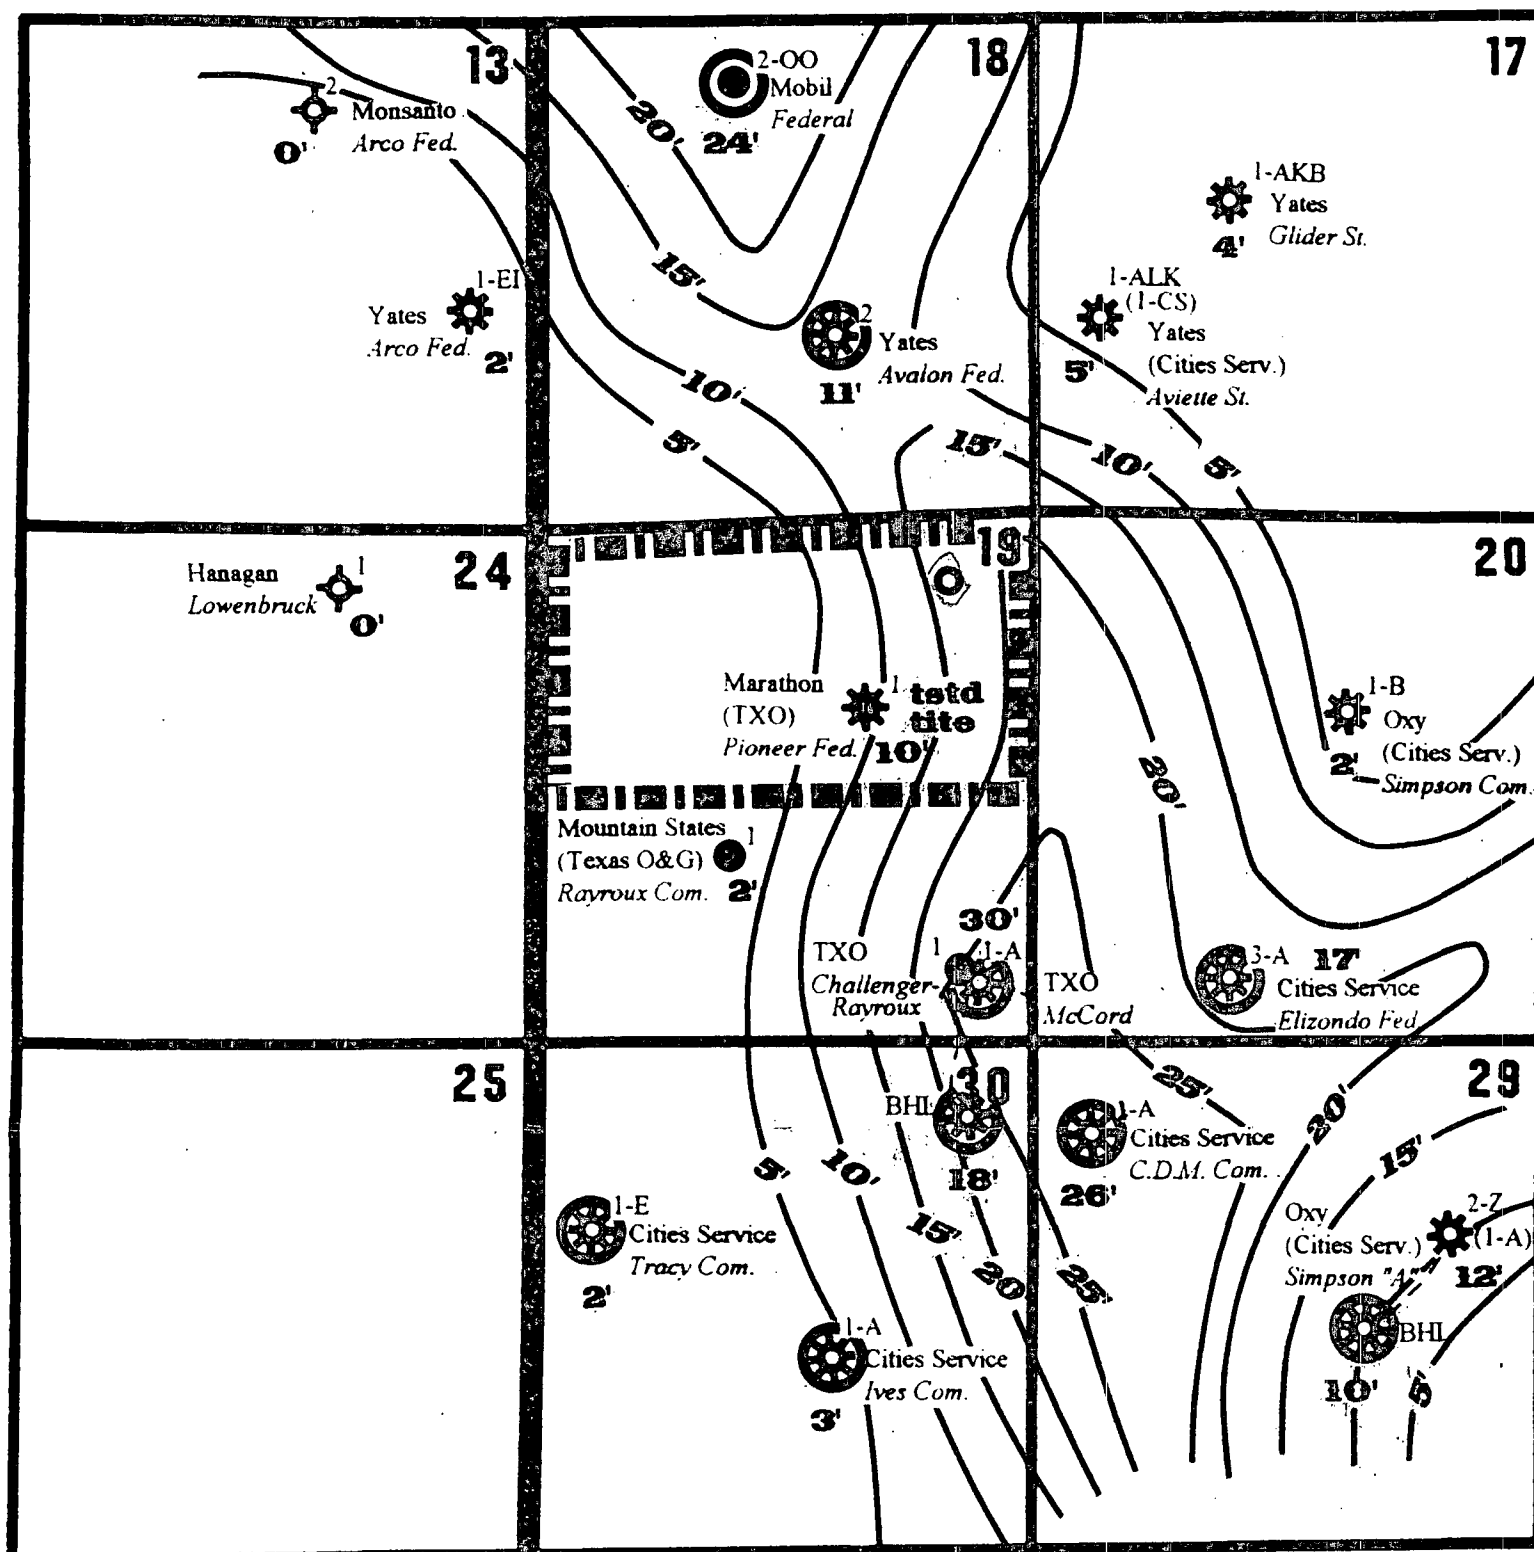 13
2
Monsanto
Arco Fed.
0'
20'
2-OO
Mobil
Federal
24'
18
17
1-AKB
Yates
Glider St.
4'
1-EI
Yates
Arco Fed.
2'
15'
2
Yates
Avalon Fed.
11'
1-ALK
(1-CS)
Yates
(Cities Serv.)
Aviette St.
5'
10'
5'
15'
10'
5'
Hanagan
Lowenbruck
1
0'
24
19
20
Marathon
(TXO)
Pioneer Fed.
1
tstd
tite
10'
20'
1-B
Oxy
(Cities Serv.)
Simpson Com.
2'
Mountain States
(Texas O&G)
Rayroux Com.
1
2'
30'
TXO
Challenger-
Rayroux
1
1-A
TXO
McCord
3-A
17'
Cities Service
Elizondo Fed
25
30
29
BHL
18'
25'
1-A
Cities Service
C.D.M. Com.
26'
20'
15'
5'
10'
15'
20
25'
1-E
Cities Service
Tracy Com.
2'
1-A
Cities Service
Ives Com.
3'
Oxy
(Cities Serv.)
Simpson "A"
2-Z
(1-A)
12'
BHL
10'
5'